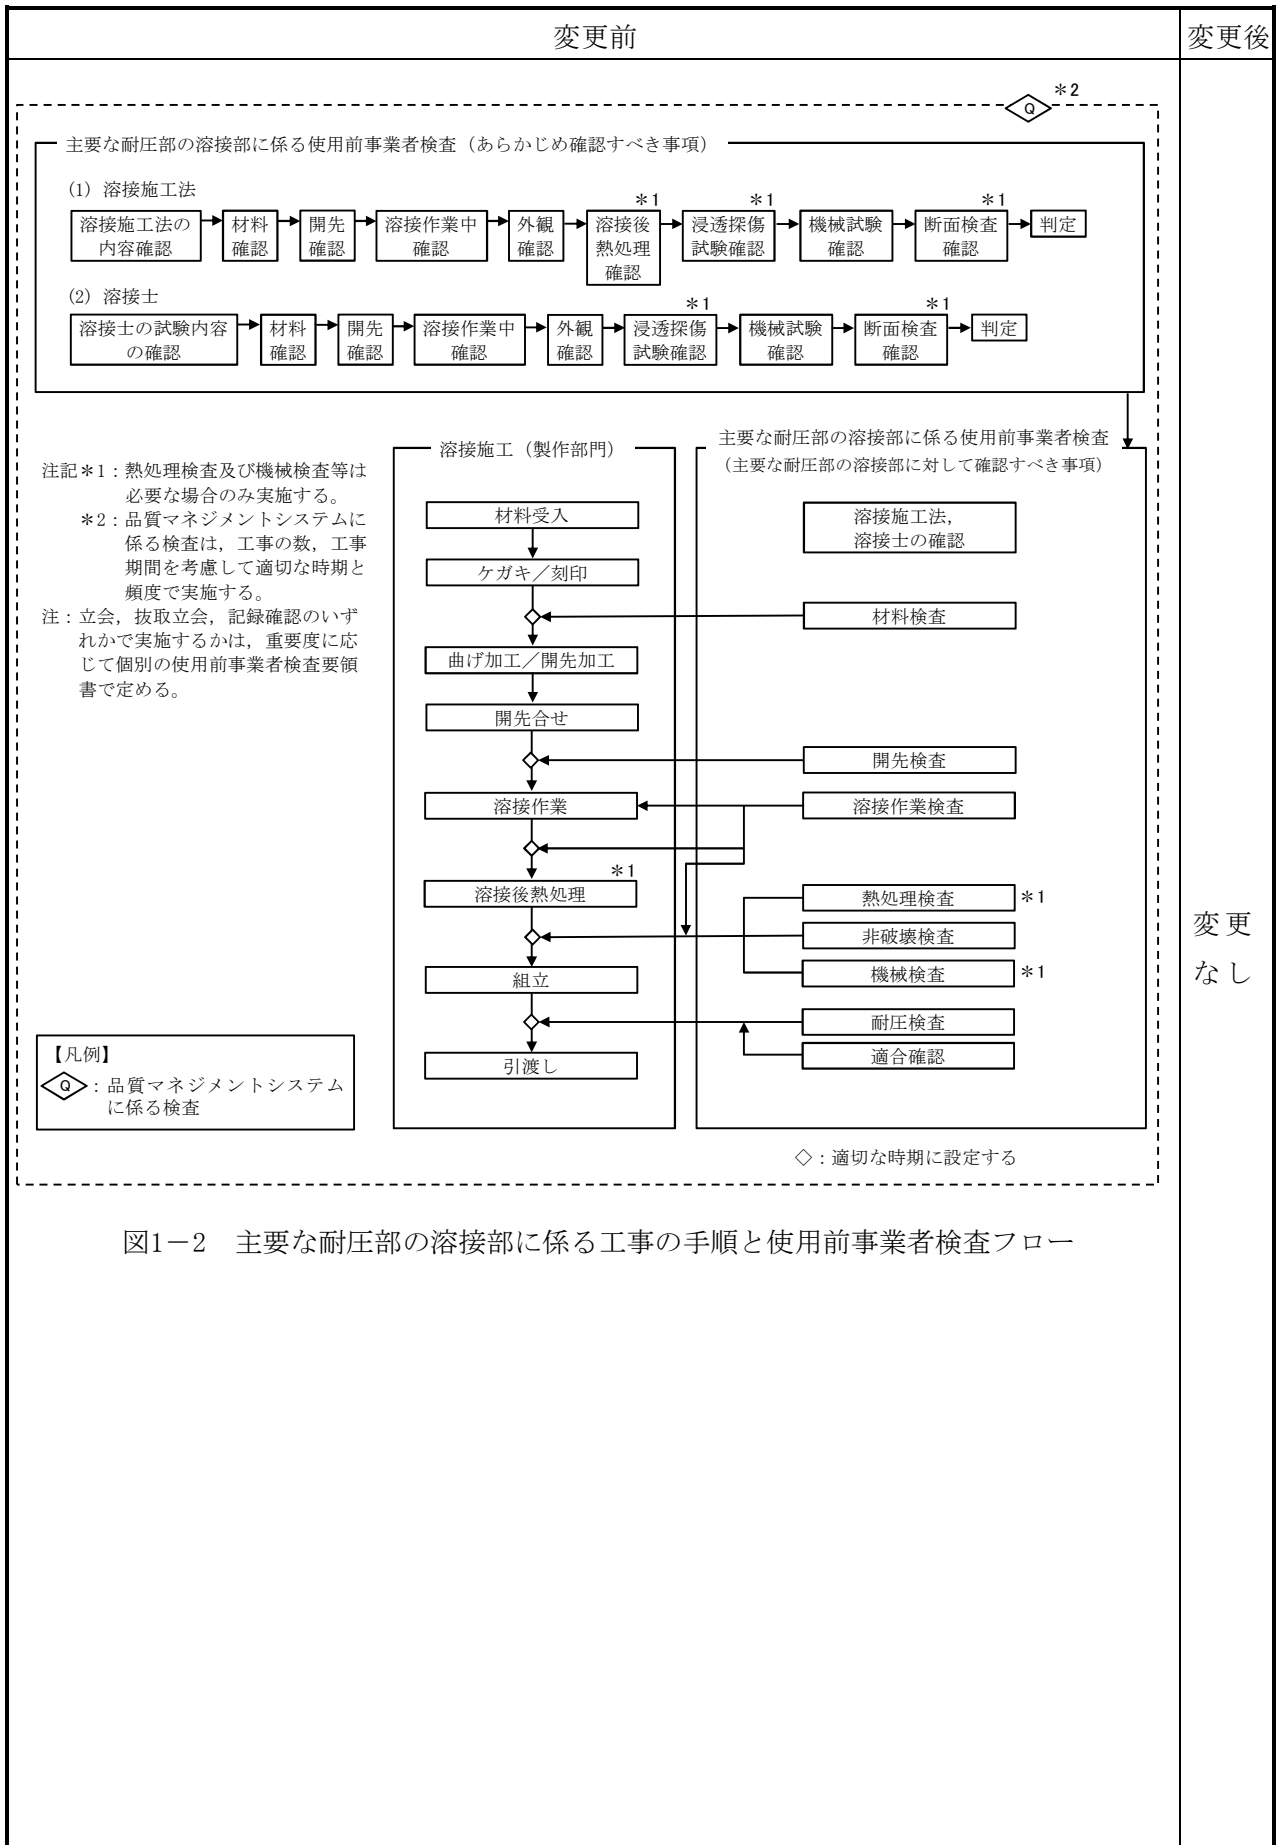 変更前
変更後
Q
＊2
主要な耐圧部の溶接部に係る使用前事業者検査（あらかじめ確認すべき事項）
(1) 溶接施工法
＊1
＊1
＊1
溶接施工法の
内容確認
材料
確認
開先
確認
溶接作業中
確認
外観
確認
溶接後
熱処理
確認
浸透探傷
試験確認
機械試験
確認
断面検査
確認
判定
(2) 溶接士
＊1
＊1
溶接士の試験内容
の確認
材料
確認
開先
確認
溶接作業中
確認
外観
確認
浸透探傷
試験確認
機械試験
確認
断面検査
確認
判定
注記＊1：熱処理検査及び機械検査等は
必要な場合のみ実施する。
＊2：品質マネジメントシステムに
係る検査は，工事の数，工事
期間を考慮して適切な時期と
頻度で実施する。
注：立会，抜取立会，記録確認のいず
れかで実施するかは，重要度に応
じて個別の使用前事業者検査要領
書で定める。
溶接施工（製作部門）
材料受入
ケガキ／刻印
曲げ加工／開先加工
開先合せ
溶接作業
＊1
溶接後熱処理
組立
引渡し
主要な耐圧部の溶接部に係る使用前事業者検査
（主要な耐圧部の溶接部に対して確認すべき事項）
溶接施工法，
溶接士の確認
材料検査
開先検査
溶接作業検査
熱処理検査
＊1
非破壊検査
機械検査
＊1
耐圧検査
適合確認
【凡例】
Q
：品質マネジメントシステム
に係る検査
◇：適切な時期に設定する
図1－2　主要な耐圧部の溶接部に係る工事の手順と使用前事業者検査フロー
変更
なし